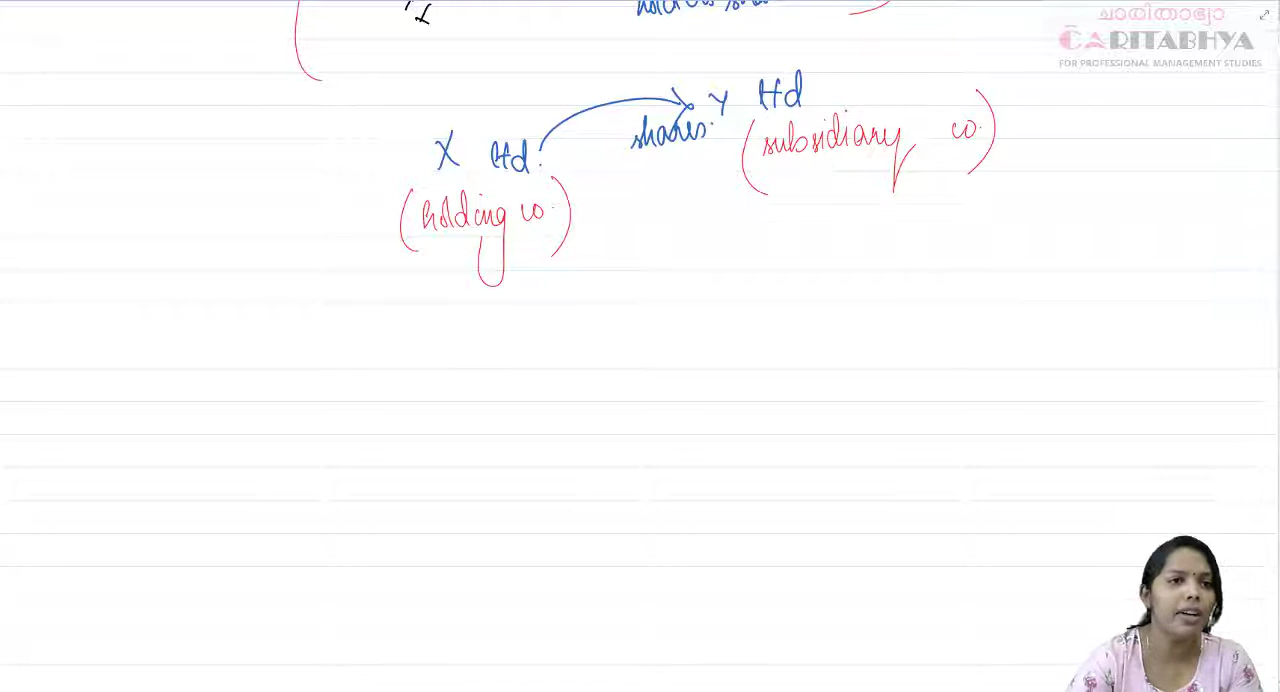 ചാരിതാഭ്യാ
CARITABHYA
FOR PROFESSIONAL MANAGEMENT STUDIES
X ltd.
(holding co.)
shares.
Y ltd
(subsidiary co.)